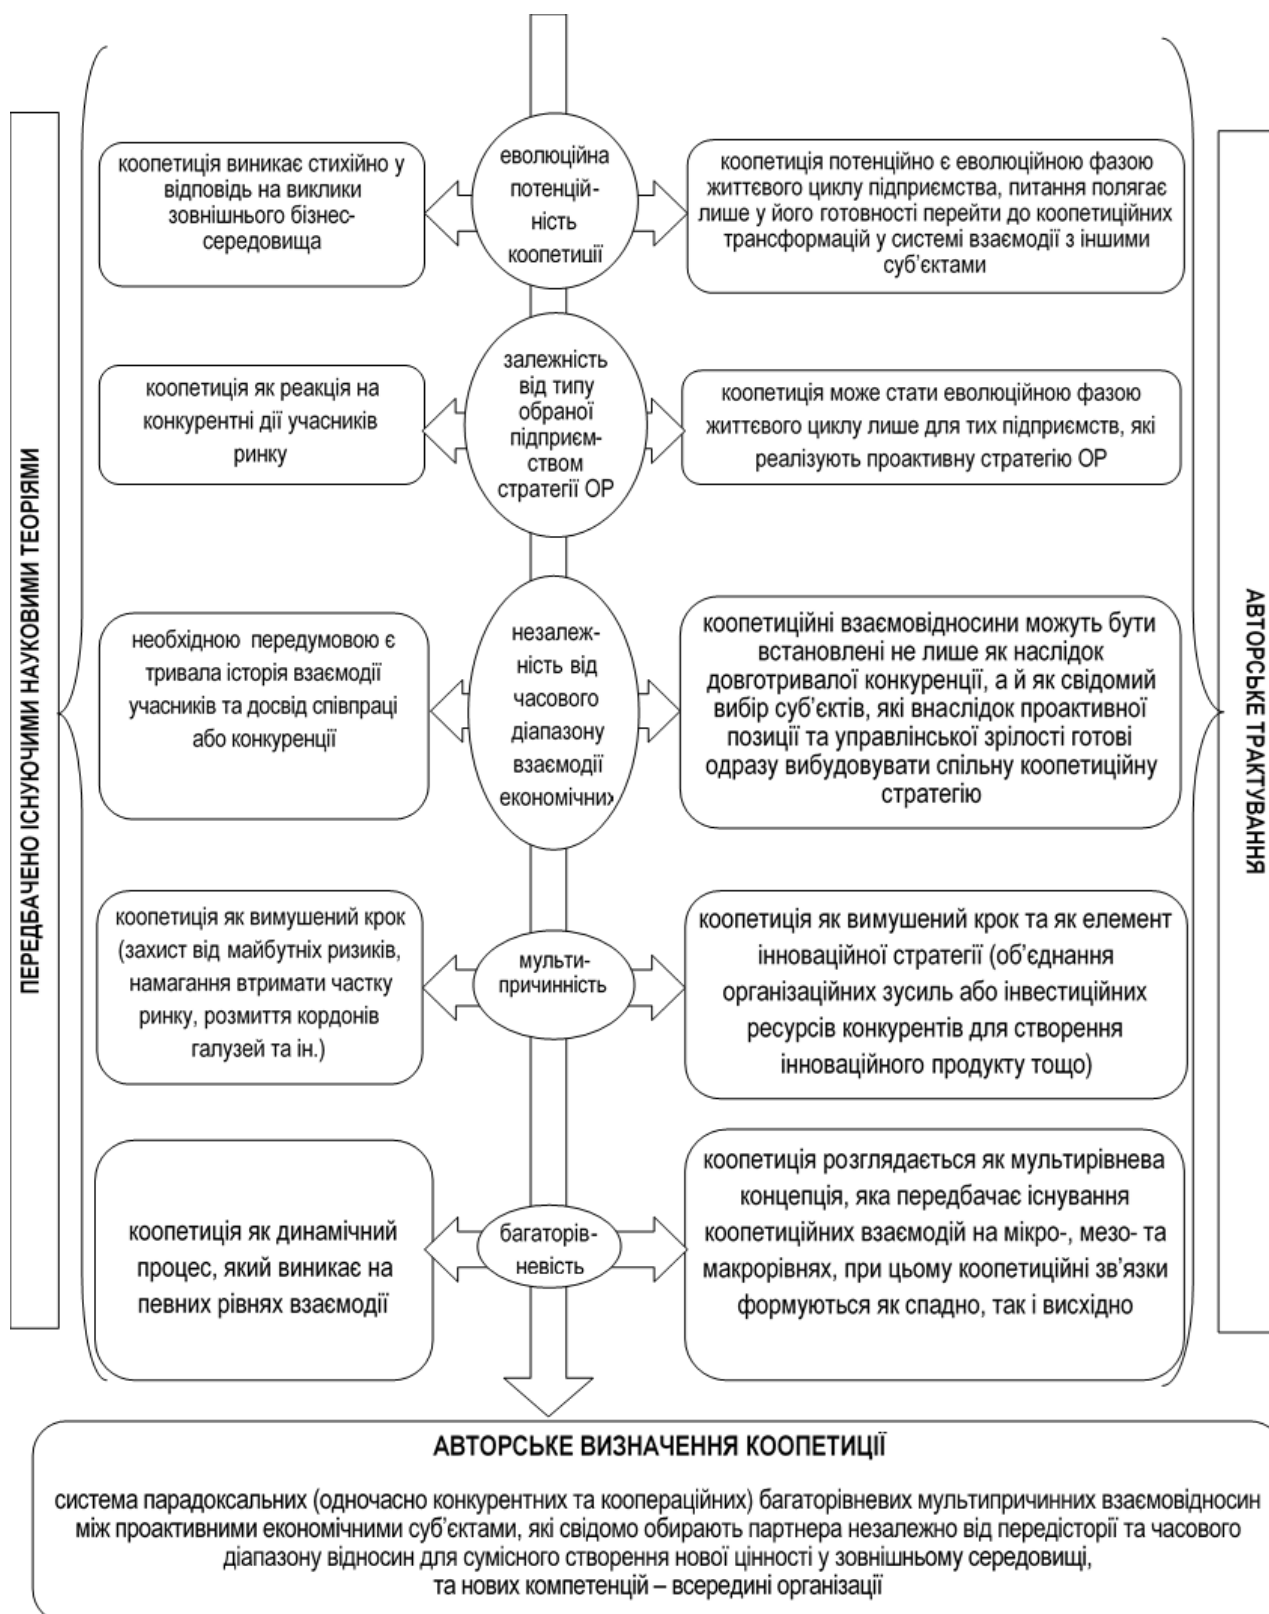 ПЕРЕДБАЧЕНО ІСНУЮЧИМИ НАУКОВИМИ ТЕОРІЯМИ
коопетиція виникає стихійно у
відповідь на виклики
зовнішнього бізнес-
середовища
еволюційна
потенцій-
ність
коопетиції
коопетиція потенційно є еволюційною фазою
життєвого циклу підприємства, питання полягає
лише у його готовності перейти до коопетиційних
трансформацій у системі взаємодії з іншими
суб’єктами
коопетиція як реакція на
конкурентні дії учасників
ринку
залежність
від типу
обраної
підприєм-
ством
стратегії ОР
коопетиція може стати еволюційною фазою
життєвого циклу лише для тих підприємств, які
реалізують проактивну стратегію ОР
необхідною передумовою є
тривала історія взаємодії
учасників та досвід співпраці
або конкуренції
незалеж-
ність від
часового
діапазону
взаємодії
економічних
коопетиційні взаємовідносини можуть бути
встановлені не лише як наслідок
довготривалої конкуренції, а й як свідомий
вибір суб’єктів, які внаслідок проактивної
позиції та управлінської зрілості готові
одразу вибудовувати спільну коопетиційну
стратегію
коопетиція як вимушений крок
(захист від майбутніх ризиків,
намагання втримати частку
ринку, розмиття кордонів
галузей та ін.)
мульти-
причинність
коопетиція як вимушений крок та як елемент
інноваційної стратегії (об’єднання
організаційних зусиль або інвестиційних
ресурсів конкурентів для створення
інноваційного продукту тощо)
коопетиція як динамічний
процес, який виникає на
певних рівнях взаємодії
багаторів-
невість
коопетиція розглядається як мультирівнева
концепція, яка передбачає існування
коопетиційних взаємодій на мікро-, мезо- та
макрорівнях, при цьому коопетиційні зв’язки
формуються як спадно, так і висхідно
АВТОРСЬКЕ ТРАКТУВАННЯ
АВТОРСЬКЕ ВИЗНАЧЕННЯ КООПЕТИЦІЇ
система парадоксальних (одночасно конкурентних та коопераційних) багаторівневих мультипричинних взаємовідносин
між проактивними економічними суб’єктами, які свідомо обирають партнера незалежно від передісторії та часового
діапазону відносин для сумісного створення нової цінності у зовнішньому середовищі,
та нових компетенцій – всередині організації